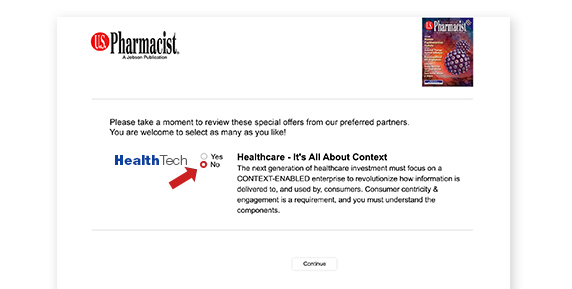 U.S. Pharmacist®
A Jobson Publication
U.S. Pharmacist
Please take a moment to review these special offers from our preferred partners.
You are welcome to select as many as you like!
HealthTech
Yes
No
Healthcare - It's All About Context
The next generation of healthcare investment must focus on a
CONTEXT-ENABLED enterprise to revolutionize how information is
delivered to, and used by, consumers. Consumer centricity &
engagement is a requirement, and you must understand the
components.
Continue